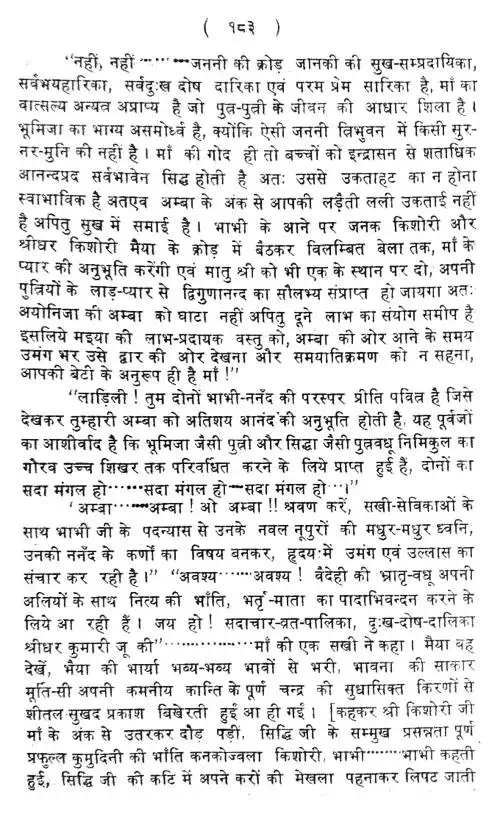 ( १८३ )
“नहीं, नहीं ········· जननी की क्रोड़ जानकी की सुख-सम्प्रदायिका,
सर्वभयहारिका, सर्वदुःख दोष दारिका एवं परम प्रेम सारिका है, माँ का
वात्सल्य अन्यत्र अप्राप्य है जो पुत्र-पुत्री के जीवन की आधार शिला है।
भूमिजा का भाग्य असमोर्ध्व है, क्योंकि ऐसी जननी त्रिभुवन में किसी सुर-
नर-मुनि की नहीं है। माँ की गोद ही तो बच्चों को इन्द्रासन से शताधिक
आनन्दप्रद सर्वभावेन सिद्ध होती है अतः उससे उकताहट का न होना
स्वाभाविक है अतएव अम्बा के अंक से आपकी लड़ैती लली उकताई नहीं
है अपितु सुख में समाई है। भाभी के आने पर जनक किशोरी और
श्रीधर किशोरी मैया के क्रोड़ में बैठकर विलम्बित बेला तक, माँ के
प्यार की अनुभूति करेंगी एवं मातु श्री को भी एक के स्थान पर दो, अपनी
पुत्रियों के लाड़-प्यार से द्विगुणानन्द का सौलभ्य संप्राप्त हो जायगा अतः
अयोनिजा की अम्बा को घाटा नहीं अपितु दूने लाभ का संयोग समीप है
इसलिये मइया की लाभ-प्रदायक वस्तु को, अम्बा की ओर आने के समय
उमंग भर उसे द्वार की ओर देखना और समयातिक्रमण को न सहना,
आपकी बेटी के अनुरूप ही है माँ !”
“लाड़िली ! तुम दोनों भाभी-ननँद की परस्पर प्रीति पवित्र है जिसे
देखकर तुम्हारी अम्बा को अतिशय आनंद की अनुभूति होती है, यह पूर्वजों
का आशीर्वाद है कि भूमिजा जैसी पुत्री और सिद्धा जैसी पुत्रवधू निमिकुल का
गौरव उच्च शिखर तक परिवर्धित करने के लिये प्राप्त हुई हैं, दोनों का
सदा मंगल हो······सदा मंगल हो—सदा मंगल हो···।”
'अम्बा······अम्बा ! ओ अम्बा !! श्रवण करें, सखी-सेविकाओं के
साथ भाभी जी के पदन्यास से उनके नवल नूपुरों की मधुर-मधुर ध्वनि,
उनकी ननँद के कर्णों का विषय बनकर, हृदय में उमंग एवं उल्लास का
संचार कर रही है।” “अवश्य······अवश्य ! वैदेही की भ्रातृ-वधू अपनी
अलियों के साथ नित्य की भाँति, भर्तृ-माता का पादाभिवन्दन करने के
लिये आ रही हैं। जय हो ! सदाचार-व्रत-पालिका, दुःख-दोष-दालिका
श्रीधर कुमारी जू की”···············माँ की एक सखी ने कहा। मैया वह
देखें, भैया की भार्या भव्य-भव्य भावों से भरी, भावना की साकार
मूर्ति-सी अपनी कमनीय कान्ति के पूर्ण चन्द्र की सुधासिक्त किरणों से
शीतल सुखद प्रकाश बिखेरती हुई आ ही गई। [कहकर श्री किशोरी जी
माँ के अंक से उतरकर दौड़ पड़ीं, सिद्धि जी के सम्मुख प्रसन्नता पूर्ण
प्रफुल्ल कुमुदिनी की भाँति कनकोज्वला किशोरी, भाभी········भाभी कहती
हुई, सिद्धि जी की कटि में अपने करों की मेखला पहनाकर लिपट जाती